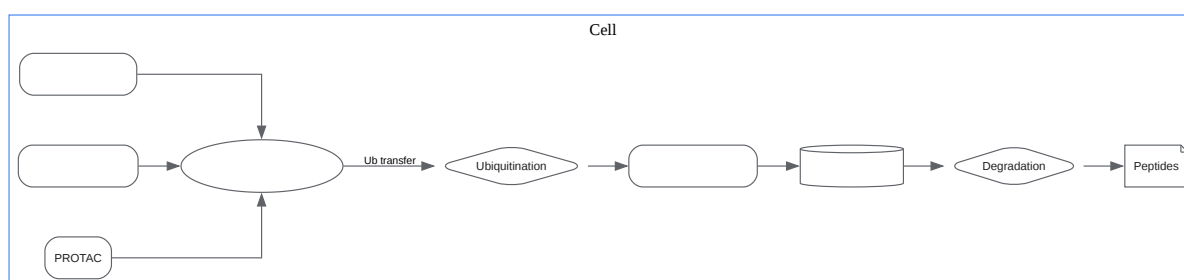 Cell
Ub transfer
Ubiquitination
Degradation
Peptides
PROTAC